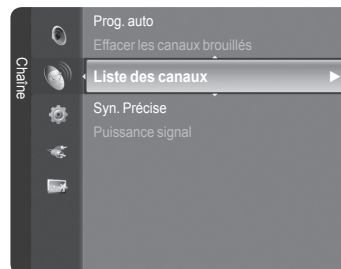 Chaîne
Prog. auto
Effacer les canaux brouillés
Liste des canaux
Syn. Précise
Puissance signal